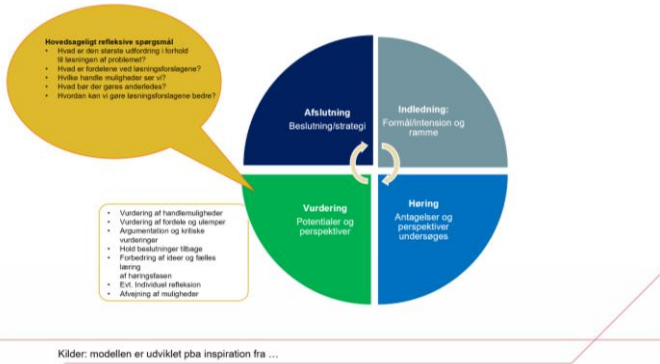 Hovedsageligt refleksive spørgsmål
• Hvad er den største udfordring i forhold
til løsningen af problemet?
• Hvad er fordelene ved løsningsforslagene?
• Hvilke handle muligheder ser vi?
• Hvad bør der gøres anderledes?
• Hvordan kan vi gøre løsningsforslagene bedre?
Afslutning
Beslutning/strategi
Indledning:
Formål/intension og
ramme
Vurdering
Potentialer og
perspektiver
Høring
Antagelser og
perspektiver
undersøges
• Vurdering af handlemuligheder
• Vurdering af fordele og ulemper
• Argumentation og kritiske
vurderinger
• Hold beslutninger tilbage
• Forbedring af ideer og fælles
læring
af høringsfasen
• Evt. Individuel refleksion
• Afvejning af muligheder
Kilder: modellen er udviklet pba inspiration fra …